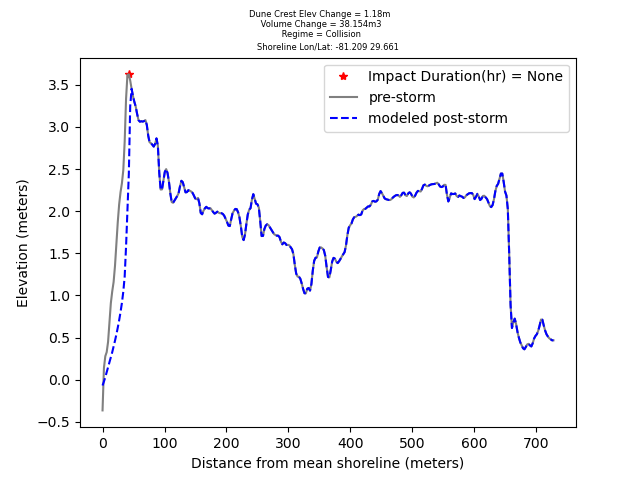 Dune Crest Elev Change = 1.18m
Volume Change = 38.154m3
Regime = Collision
Shoreline Lon/Lat: -81.209 29.661
Impact Duration(hr) = None
pre-storm
modeled post-storm
Elevation (meters)
3.5
3.0
2.5
2.0
1.5
1.0
0.5
0.0
−0.5
0 100 200 300 400 500 600 700
Distance from mean shoreline (meters)